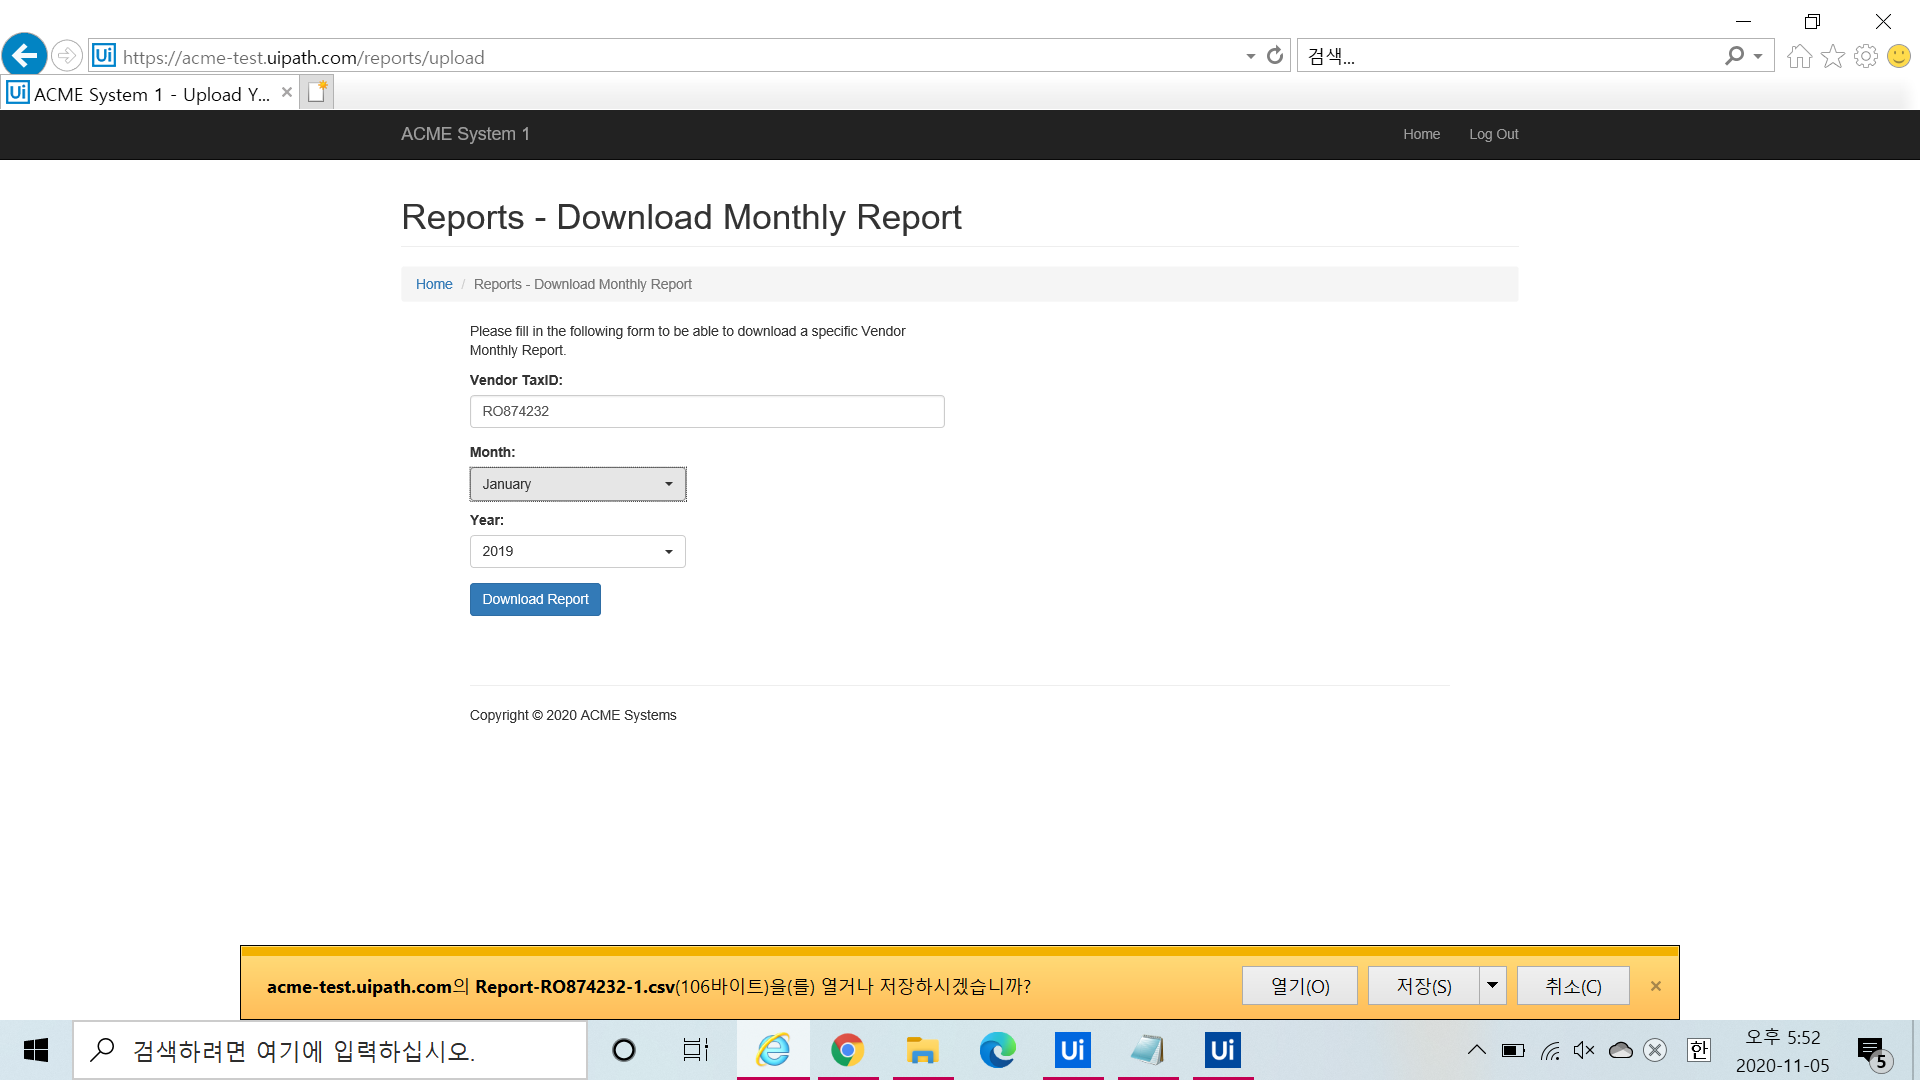 https://acme-test.uipath.com/reports/upload
검색...
ACME System 1 - Upload Y...
ACME System 1
Home
Log Out
Reports - Download Monthly Report
Home / Reports - Download Monthly Report
Please fill in the following form to be able to download a specific Vendor
Monthly Report.
Vendor TaxID:
RO874232
Month:
January
Year:
2019
Download Report
Copyright © 2020 ACME Systems
acme-test.uipath.com의 Report-RO874232-1.csv(106바이트)을(를) 열거나 저장하시겠습니까?
열기(O)
저장(S)
취소(C)
검색하려면 여기에 입력하십시오.
Ui
Ui
한
오후 5:52
2020-11-05
5